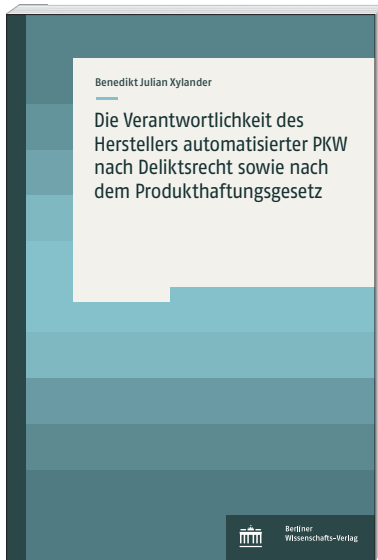 Benedikt Julian Xylander
Die Verantwortlichkeit des
Herstellers automatisierter PKW
nach Deliktsrecht sowie nach
dem Produkthaftungsgesetz
Berliner
Wissenschafts-Verlag